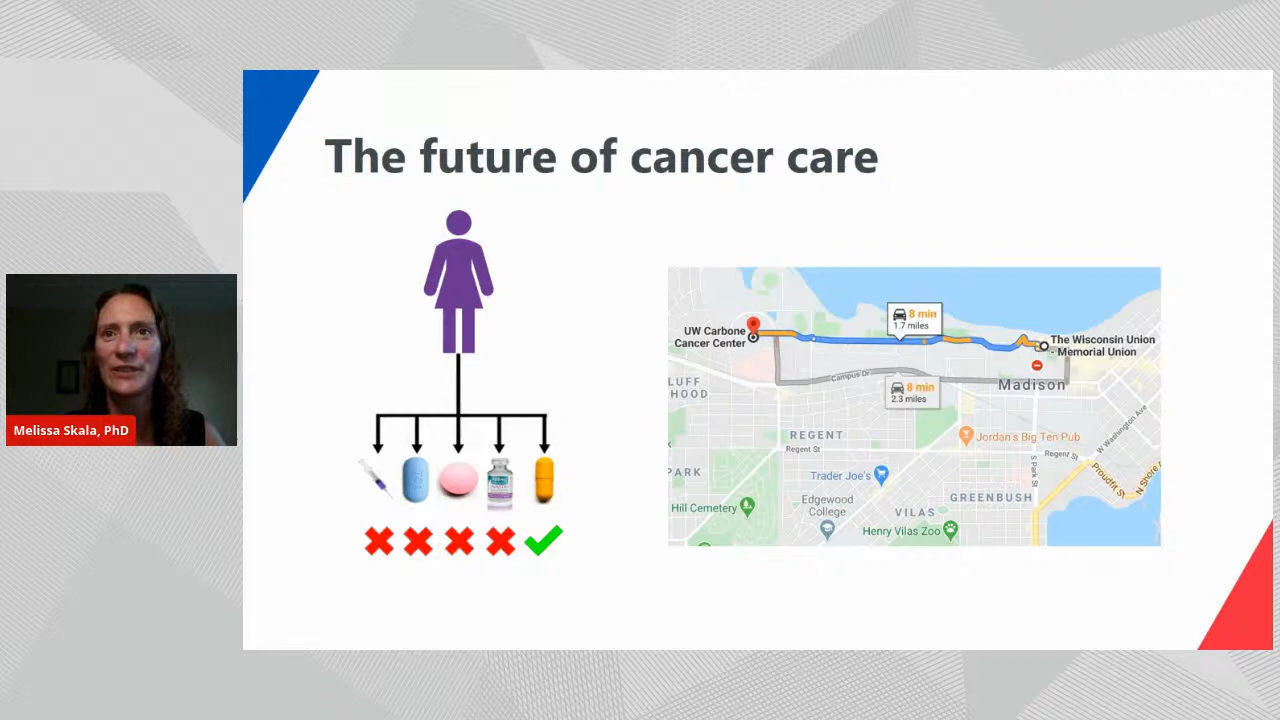 The future of cancer care
Melissa Skala, PhD
UW Carbone
Cancer Center
8 min
1.7 miles
The Wisconsin Union
- Memorial Union
Campus Dr
8 min
2.3 miles
Madison
LUFF
HOOD
REGENT
Regent St
Jordan's Big Ten Pub
W Washington Ave
PARK
Trader Joe's
S Park St
Regent St
Proudfit St
N Shore
Edgewood
College
GREENBUSH
Hill Cemetery
VILAS
Henry Vilas Zoo